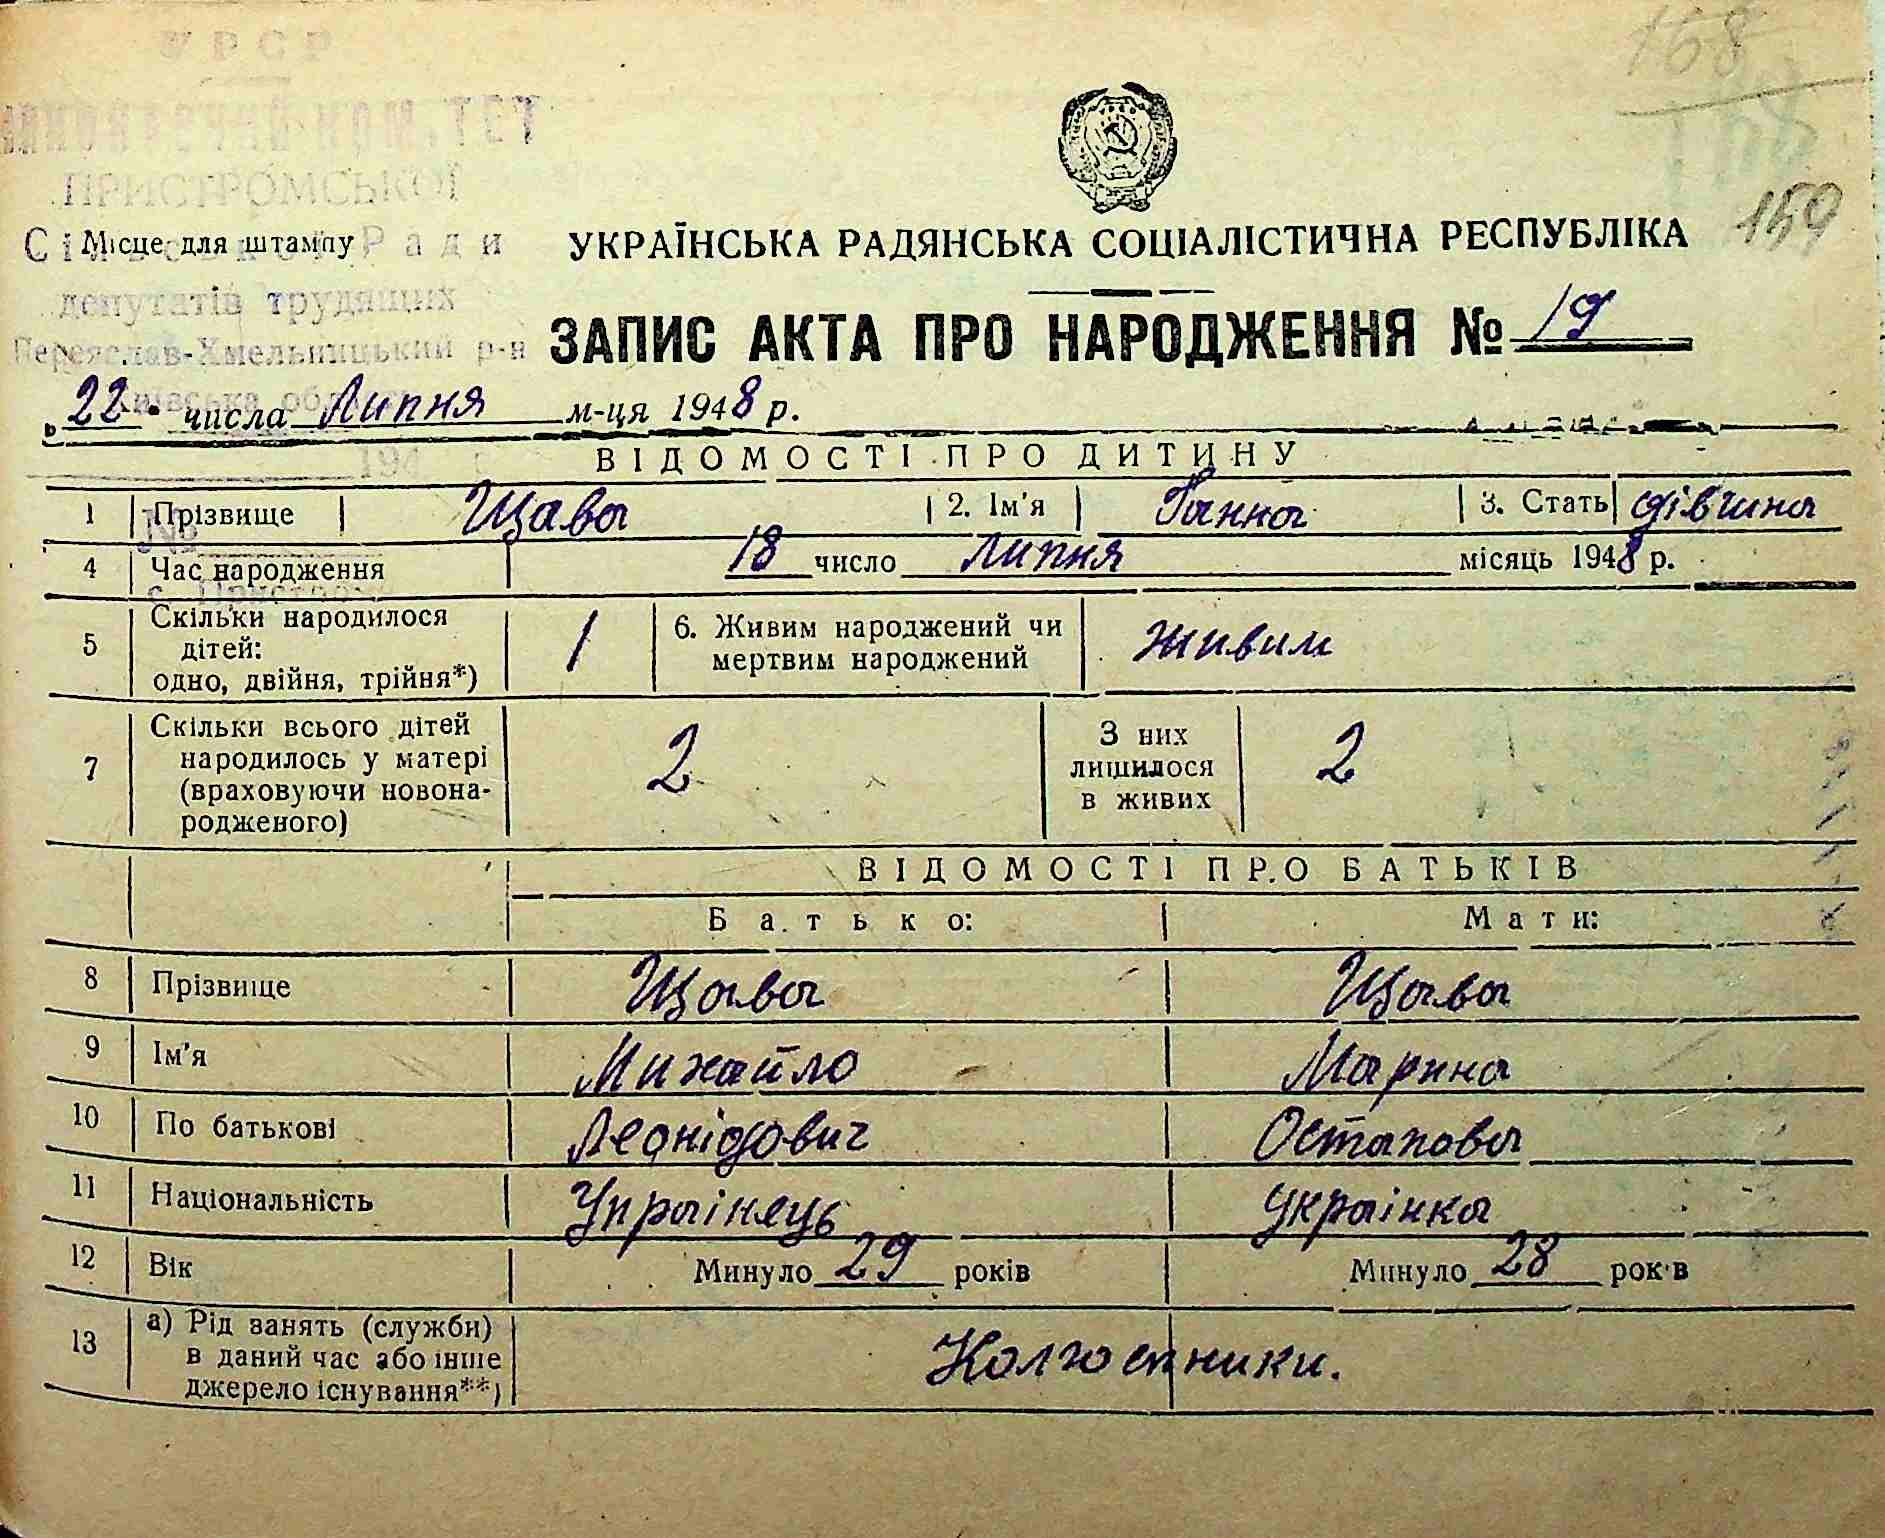 УРСР
ВИКОНАВЧИЙ КОМІТЕТ
ПРИСТРОМСЬКОЇ
Сільської Ради
Місце для штампу
депутатів трудящих
Переяслав-Хмельницький р-н
Київська
194
№
168
159
УКРАЇНСЬКА РАДЯНСЬКА СОЦІАЛІСТИЧНА РЕСПУБЛІКА
ЗАПИС АКТА ПРО НАРОДЖЕННЯ № 19
„22" числа Липня м-ця 1948 р.
ВІДОМОСТІ ПРО ДИТИНУ
1 Прізвище Щава 2. Ім'я Ганна 3. Стать дівчина
4 Час народження 18 число Липня місяць 1948 р.
5 Скільки народилося дітей: одно, двійня, трійня*) 1 6. Живим народжений чи мертвим народжений живим
7 Скільки всього дітей народилось у матері (враховуючи новонародженого) 2 З них лишилося в живих 2
ВІДОМОСТІ ПРО БАТЬКІВ
Батько: Мати:
8 Прізвище Щава Щава
9 Ім'я Михайло Марина
10 По батькові Леонідович Остапова
11 Національність Українець українка
12 Вік Минуло 29 років Минуло 28 років
13 а) Рід занять (служби) в даний час або інше джерело існування**) Колгоспники.